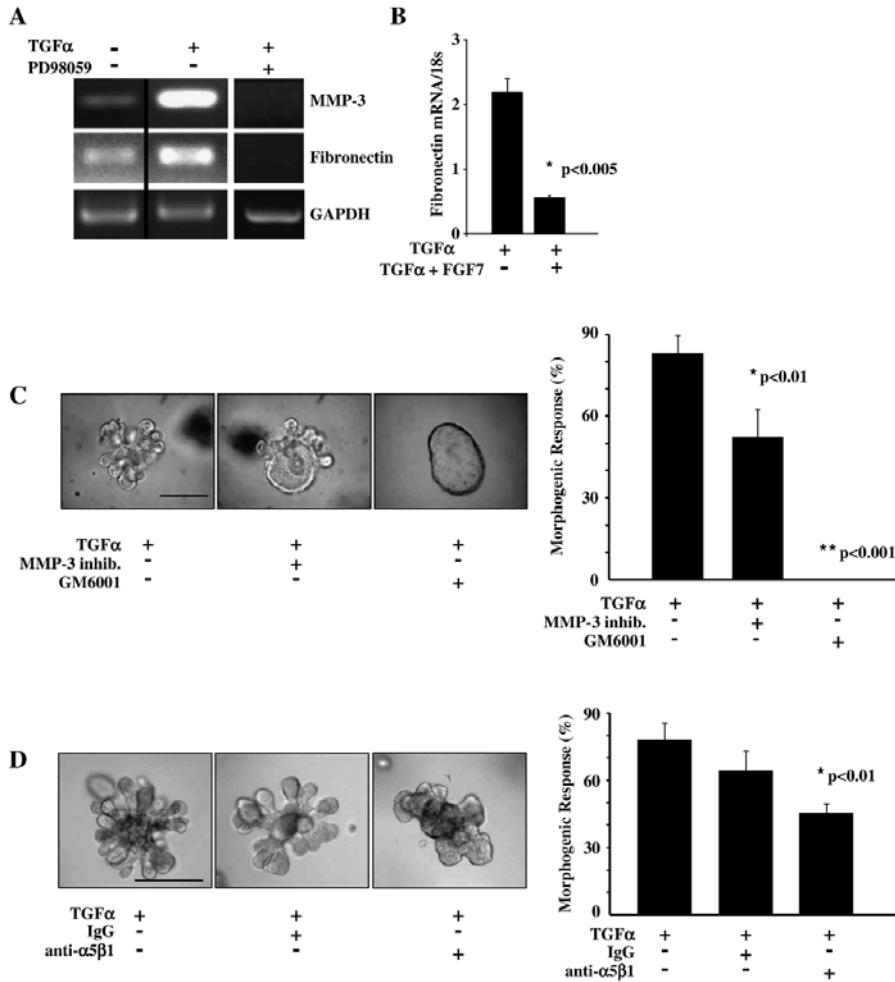 A
TGFα - + +
PD98059 - - +
MMP-3
Fibronectin
GAPDH
B
Fibronectin mRNA/18s
3
2
1
0
* p<0.005
TGFα + +
TGFα + FGF7 - +
C
TGFα + + +
MMP-3 inhib. - + -
GM6001 - - +
Morphogenic Response (%)
90
60
30
0
* p<0.01
** p<0.001
TGFα + + +
MMP-3 inhib. - + -
GM6001 - - +
D
TGFα + + +
IgG - + -
anti-α5β1 - - +
Morphogenic Response (%)
90
60
30
0
* p<0.01
TGFα + + +
IgG - + -
anti-α5β1 - - +